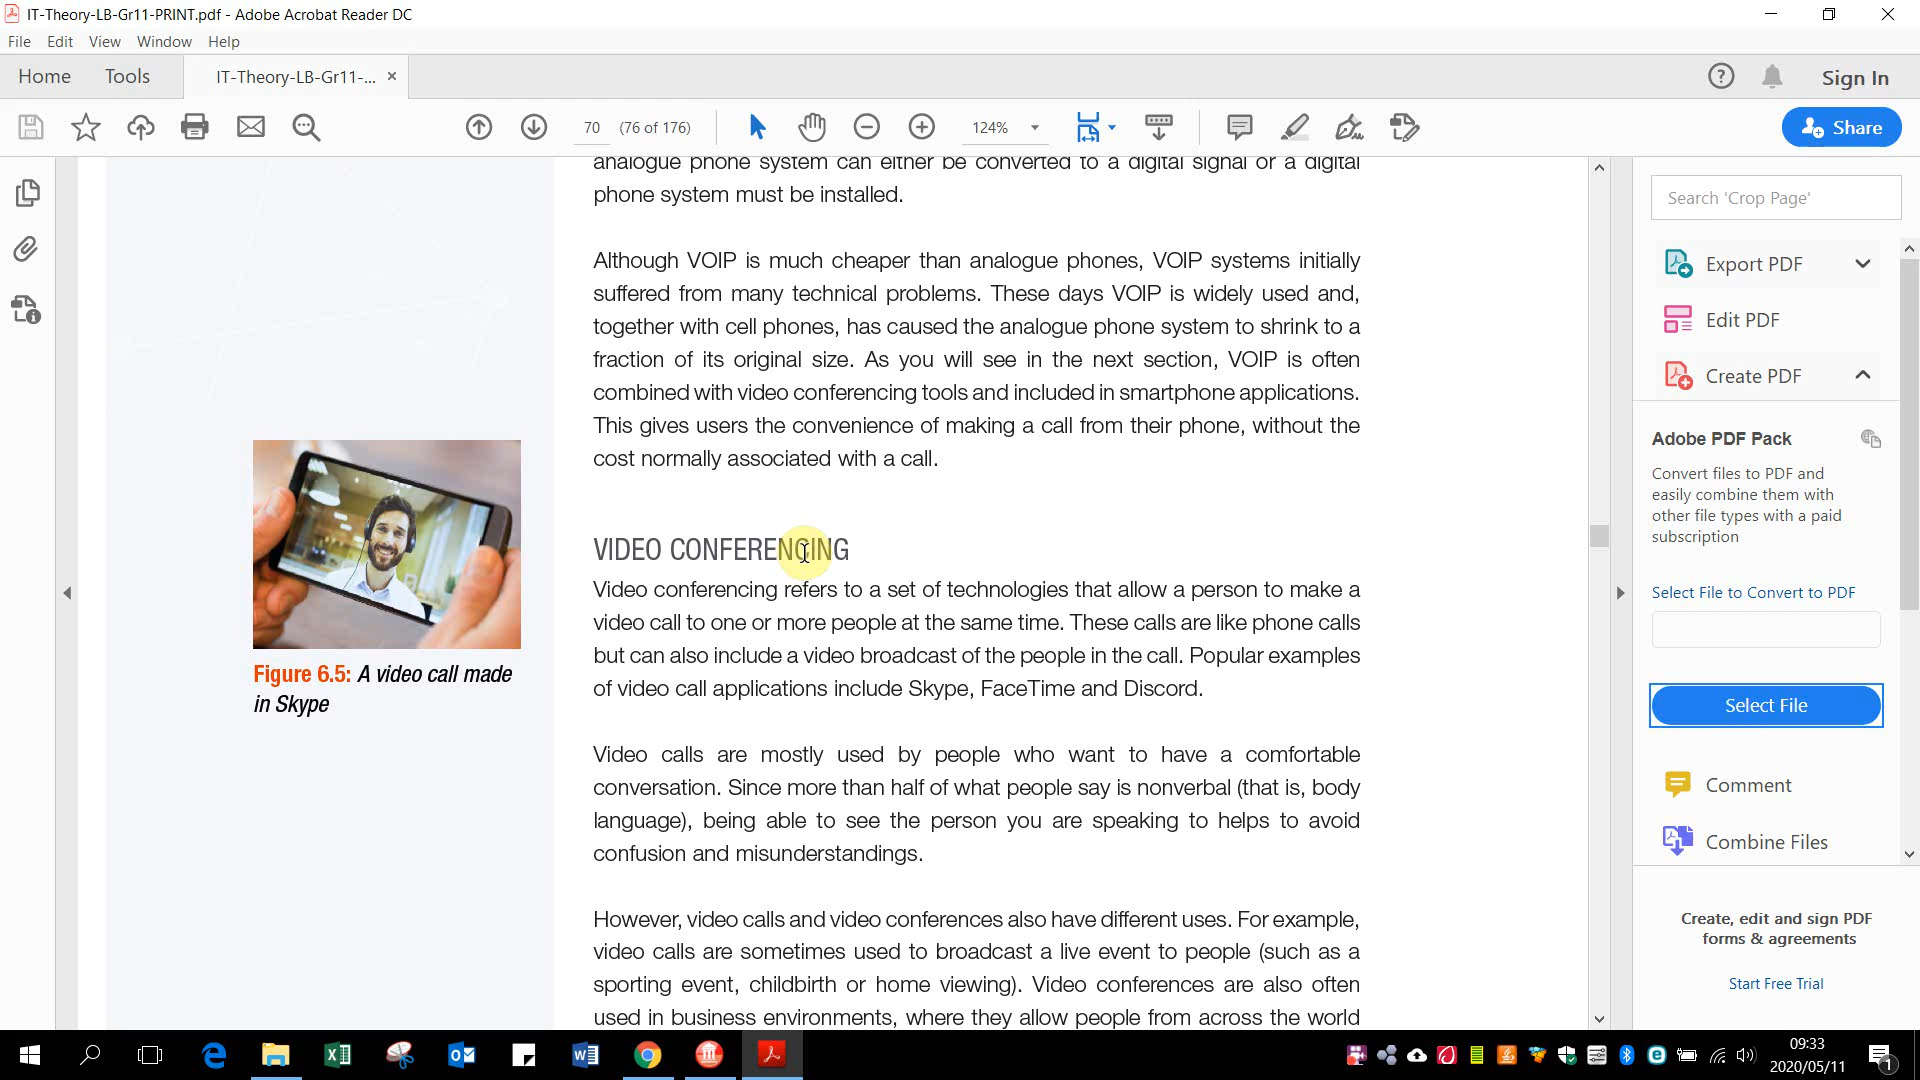 IT-Theory-LB-Gr11-PRINT.pdf - Adobe Acrobat Reader DC
File Edit View Window Help
Home Tools IT-Theory-LB-Gr11-... × Sign In
70 (76 of 176) 124% Share
analogue phone system can either be converted to a digital signal or a digital
phone system must be installed.
Although VOIP is much cheaper than analogue phones, VOIP systems initially
suffered from many technical problems. These days VOIP is widely used and,
together with cell phones, has caused the analogue phone system to shrink to a
fraction of its original size. As you will see in the next section, VOIP is often
combined with video conferencing tools and included in smartphone applications.
This gives users the convenience of making a call from their phone, without the
cost normally associated with a call.
Figure 6.5: A video call made
in Skype
VIDEO CONFERENCING
Video conferencing refers to a set of technologies that allow a person to make a
video call to one or more people at the same time. These calls are like phone calls
but can also include a video broadcast of the people in the call. Popular examples
of video call applications include Skype, FaceTime and Discord.
Video calls are mostly used by people who want to have a comfortable
conversation. Since more than half of what people say is nonverbal (that is, body
language), being able to see the person you are speaking to helps to avoid
confusion and misunderstandings.
However, video calls and video conferences also have different uses. For example,
video calls are sometimes used to broadcast a live event to people (such as a
sporting event, childbirth or home viewing). Video conferences are also often
used in business environments, where they allow people from across the world
Search 'Crop Page'
Export PDF
Edit PDF
Create PDF
Adobe PDF Pack
Convert files to PDF and
easily combine them with
other file types with a paid
subscription
Select File to Convert to PDF
Select File
Comment
Combine Files
Create, edit and sign PDF
forms & agreements
Start Free Trial
09:33
2020/05/11
1